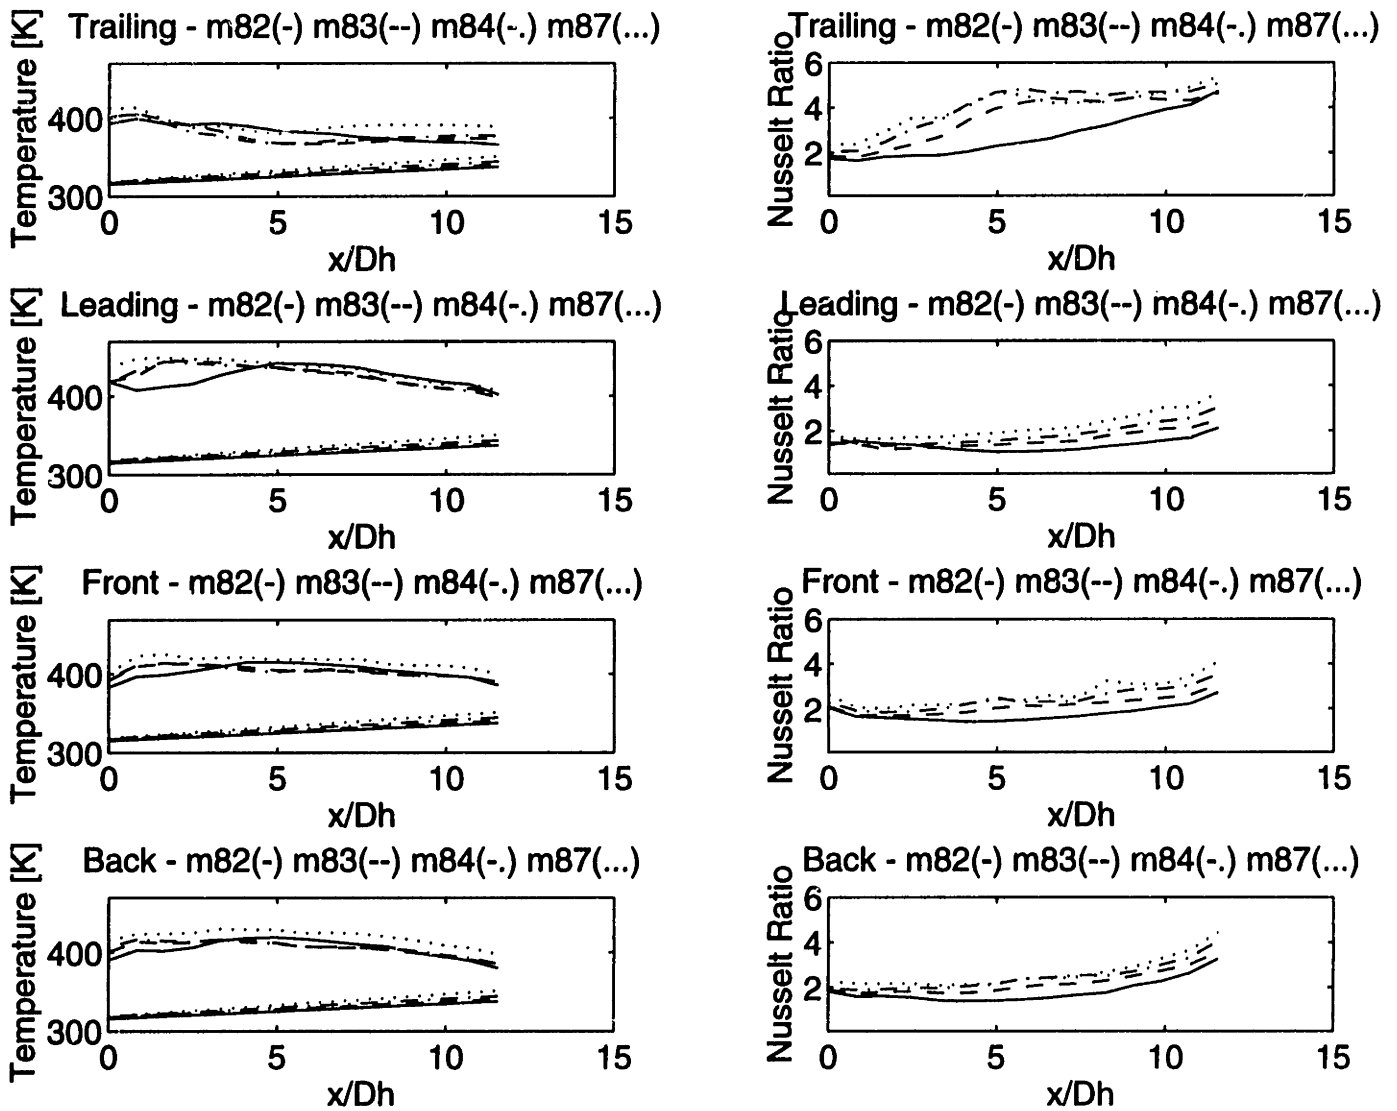 Trailing - m82(-) m83(--) m84(-.) m87(...)
Temperature [K]
400
300
0 5 10 15
x/Dh
Trailing - m82(-) m83(--) m84(-.) m87(...)
Nusselt Ratio
6
4
2
0 5 10 15
x/Dh
Leading - m82(-) m83(--) m84(-.) m87(...)
Temperature [K]
400
300
0 5 10 15
x/Dh
Leading - m82(-) m83(--) m84(-.) m87(...)
Nusselt Ratio
6
4
2
0 5 10 15
x/Dh
Front - m82(-) m83(--) m84(-.) m87(...)
Temperature [K]
400
300
0 5 10 15
x/Dh
Front - m82(-) m83(--) m84(-.) m87(...)
Nusselt Ratio
6
4
2
0 5 10 15
x/Dh
Back - m82(-) m83(--) m84(-.) m87(...)
Temperature [K]
400
300
0 5 10 15
x/Dh
Back - m82(-) m83(--) m84(-.) m87(...)
Nusselt Ratio
6
4
2
0 5 10 15
x/Dh